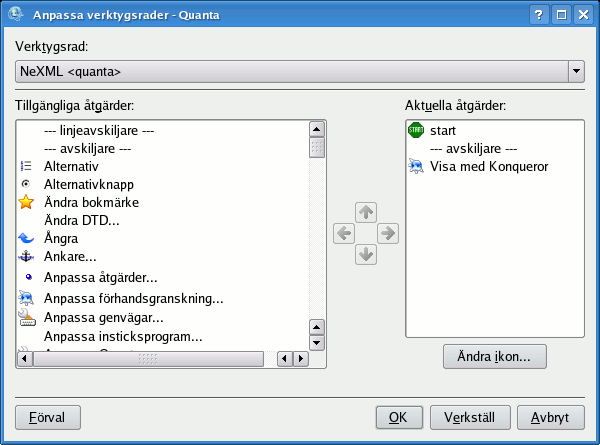 Anpassa verktygsrader - Quanta
Verktygsrad:
NeXML <quanta>
Tillgängliga åtgärder:
--- linjeavskiljare ---
--- avskiljare ---
Alternativ
Alternativknapp
Ändra bokmärke
Ändra DTD...
Ångra
Ankare...
Anpassa åtgärder...
Anpassa förhandsgranskning...
Anpassa genvägar...
Anpassa insticksprogram...
Aktuella åtgärder:
START
start
--- avskiljare ---
Visa med Konqueror
Ändra ikon...
Förval
OK
Verkställ
Avbryt